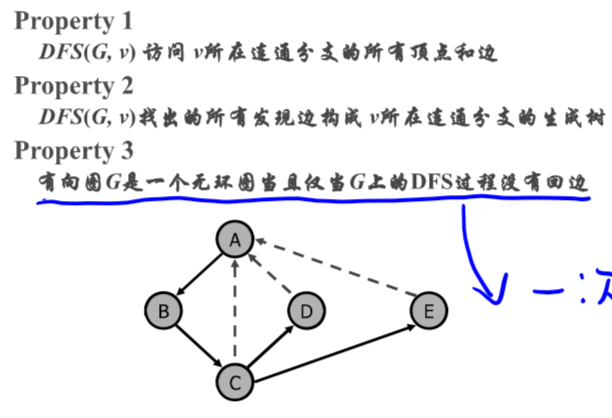 Property 1
DFS(G, v) 访问 v所在连通分支的所有顶点和边
Property 2
DFS(G, v)找出的所有发现边构成 v所在连通分支的生成树
Property 3
有向图G是一个无环图当且仅当G上的DFS过程没有回边
A
B
D
E
一:
C